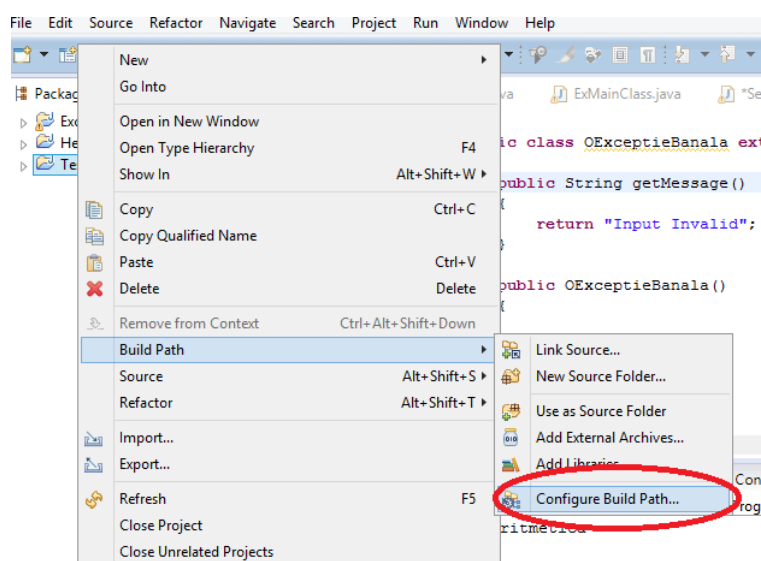 File Edit Source Refactor Navigate Search Project Run Window Help
New
Go Into
Open in New Window
Open Type Hierarchy F4
Show In Alt+Shift+W
Copy Ctrl+C
Copy Qualified Name
Paste Ctrl+V
Delete Delete
Remove from Context Ctrl+Alt+Shift+Down
Build Path
Source Alt+Shift+S
Refactor Alt+Shift+T
Import...
Export...
Refresh F5
Close Project
Close Unrelated Projects
Packag
Exc
He
Te
va ExMainClass.java *Se
ic class OExceptieBanala ext
public String getMessage()
{
return "Input Invalid";
}
public OExceptieBanala()
{
Link Source...
New Source Folder...
Use as Source Folder
Add External Archives...
Add Libraries...
Configure Build Path...
Con
rog
ritmetica